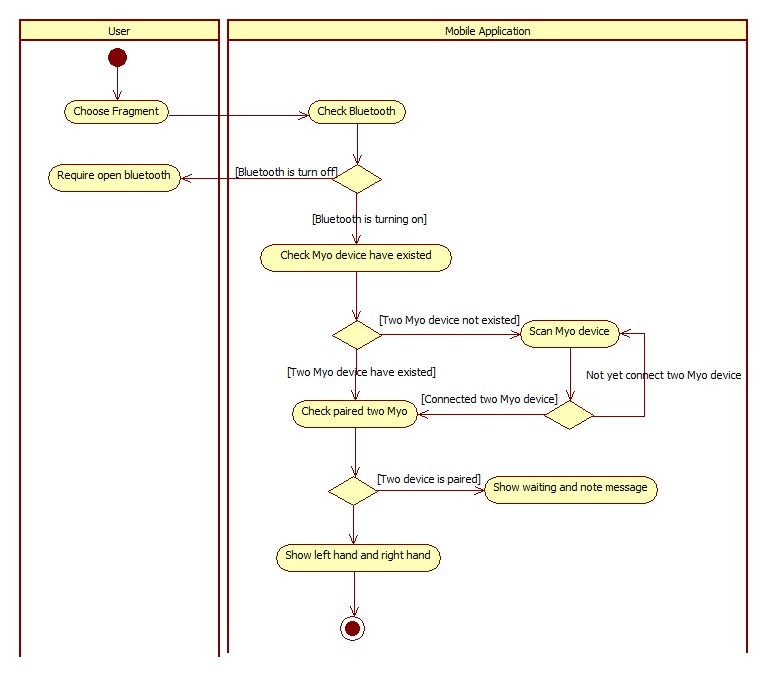 User
Mobile Application
Choose Fragment
Check Bluetooth
Require open bluetooth
[Bluetooth is turn off]
[Bluetooth is turning on]
Check Myo device have existed
[Two Myo device not existed]
Scan Myo device
[Two Myo device have existed]
Not yet connect two Myo device
[Connected two Myo device]
Check paired two Myo
[Two device is paired]
Show waiting and note message
Show left hand and right hand